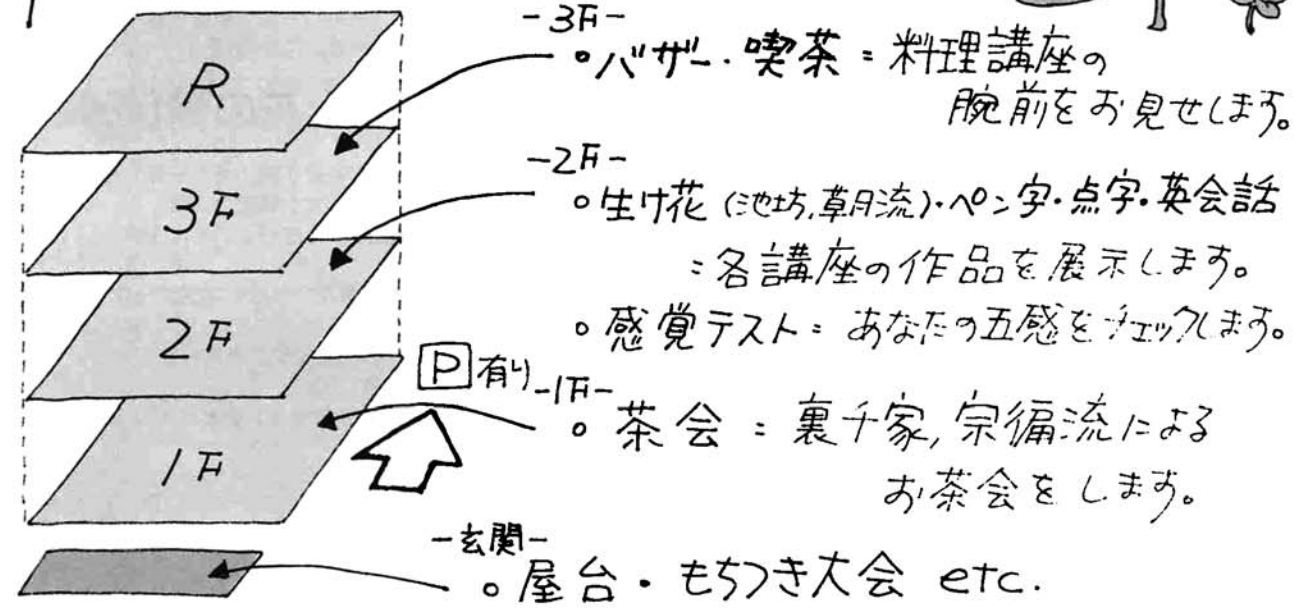 R
3F
2F
1F
-3F-
○バザー・喫茶=料理講座の
腕前をお見せします。
-2F-
○生け花(池坊,草月流)・ペン字・点字・英会話
=各講座の作品を展示します。
○感覚テスト=あなたの五感をチェックします。
P有り
-1F-
○茶会=裏千家,宗徧流による
お茶会をします。
-玄関-
○屋台・もちつき大会 etc.